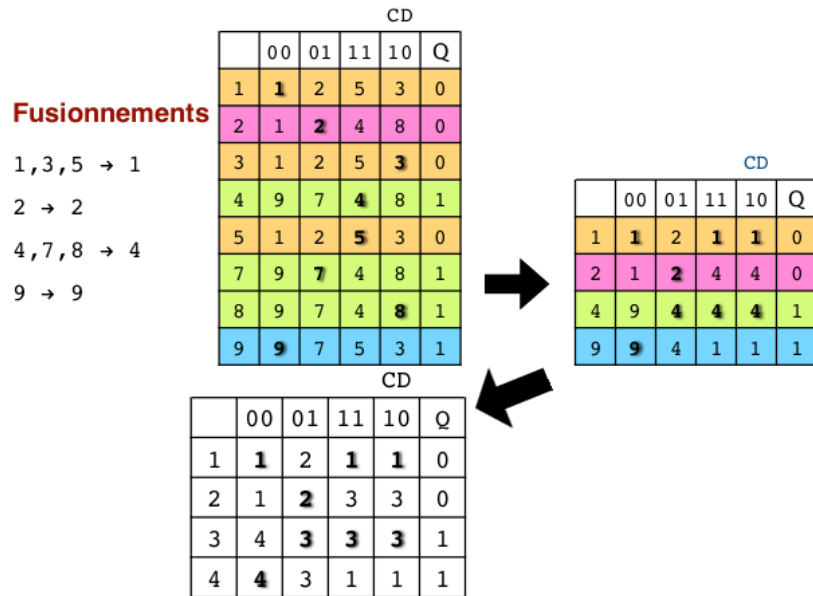 CD
00 01 11 10 Q
1 1 2 5 3 0
2 1 2 4 8 0
3 1 2 5 3 0
4 9 7 4 8 1
5 1 2 5 3 0
7 9 7 4 8 1
8 9 7 4 8 1
9 9 7 5 3 1
Fusionnements
1,3,5 → 1
2 → 2
4,7,8 → 4
9 → 9
CD
00 01 11 10 Q
1 1 2 1 1 0
2 1 2 4 4 0
4 9 4 4 4 1
9 9 4 1 1 1
CD
00 01 11 10 Q
1 1 2 1 1 0
2 1 2 3 3 0
3 4 3 3 3 1
4 4 3 1 1 1